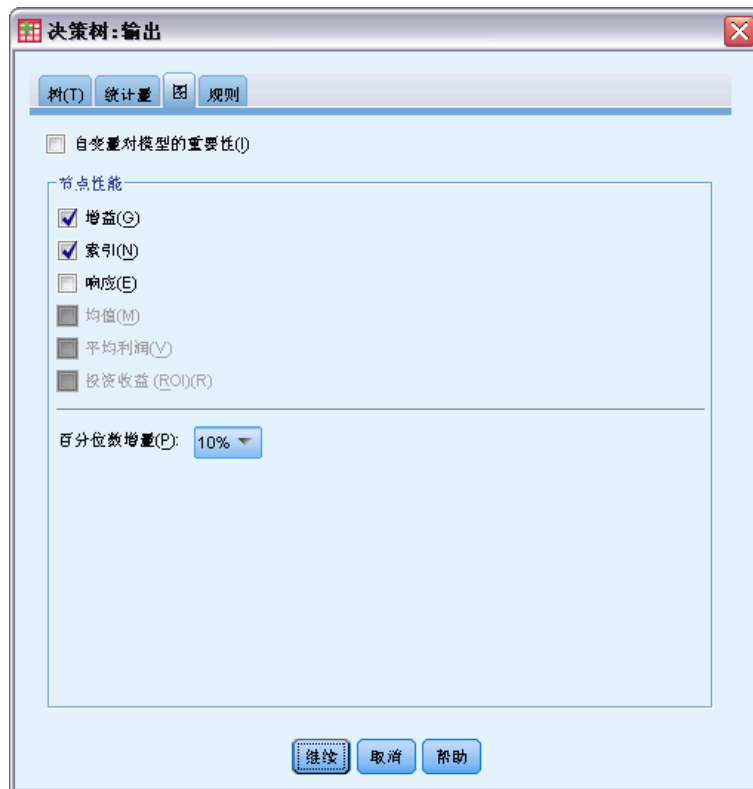 决策树:输出
树(T) 统计量 图 规则
自变量对模型的重要性(I)
节点性能
增益(G)
索引(N)
响应(E)
均值(M)
平均利润(V)
投资收益 (ROI)(R)
百分位数增量(P): 10%
继续 取消 帮助